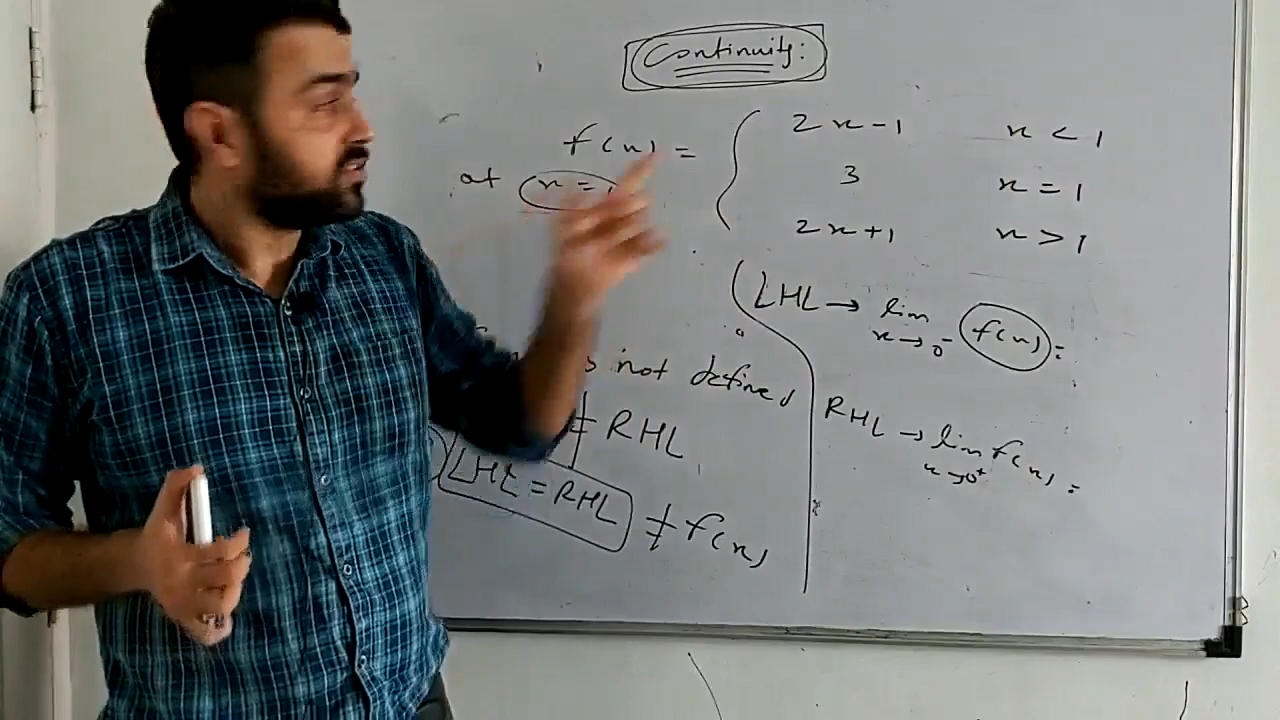 Continuity:
f(x) =
2x-1 x < 1
at x = 1
3 x = 1
2x+1 x > 1
LHL → lim x→0⁻ f(x) =
not defined
RHL → lim x→0⁺ f(x) =
≠ RHL
LHL = RHL ≠ f(x)